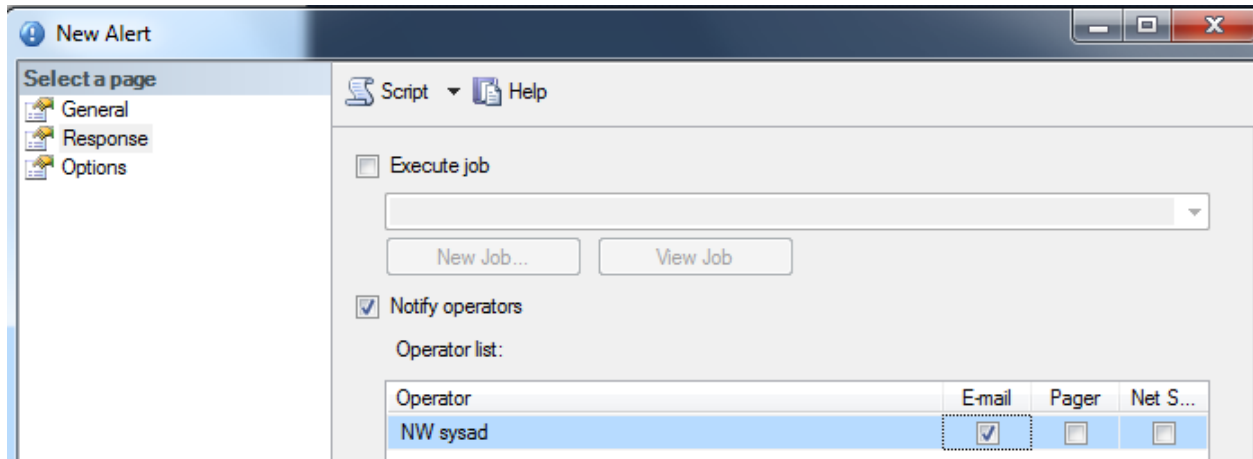 New Alert
Select a page
General
Response
Options
Script Help
Execute job
New Job... View Job
Notify operators
Operator list:
Operator E-mail Pager Net S...
NW sysad